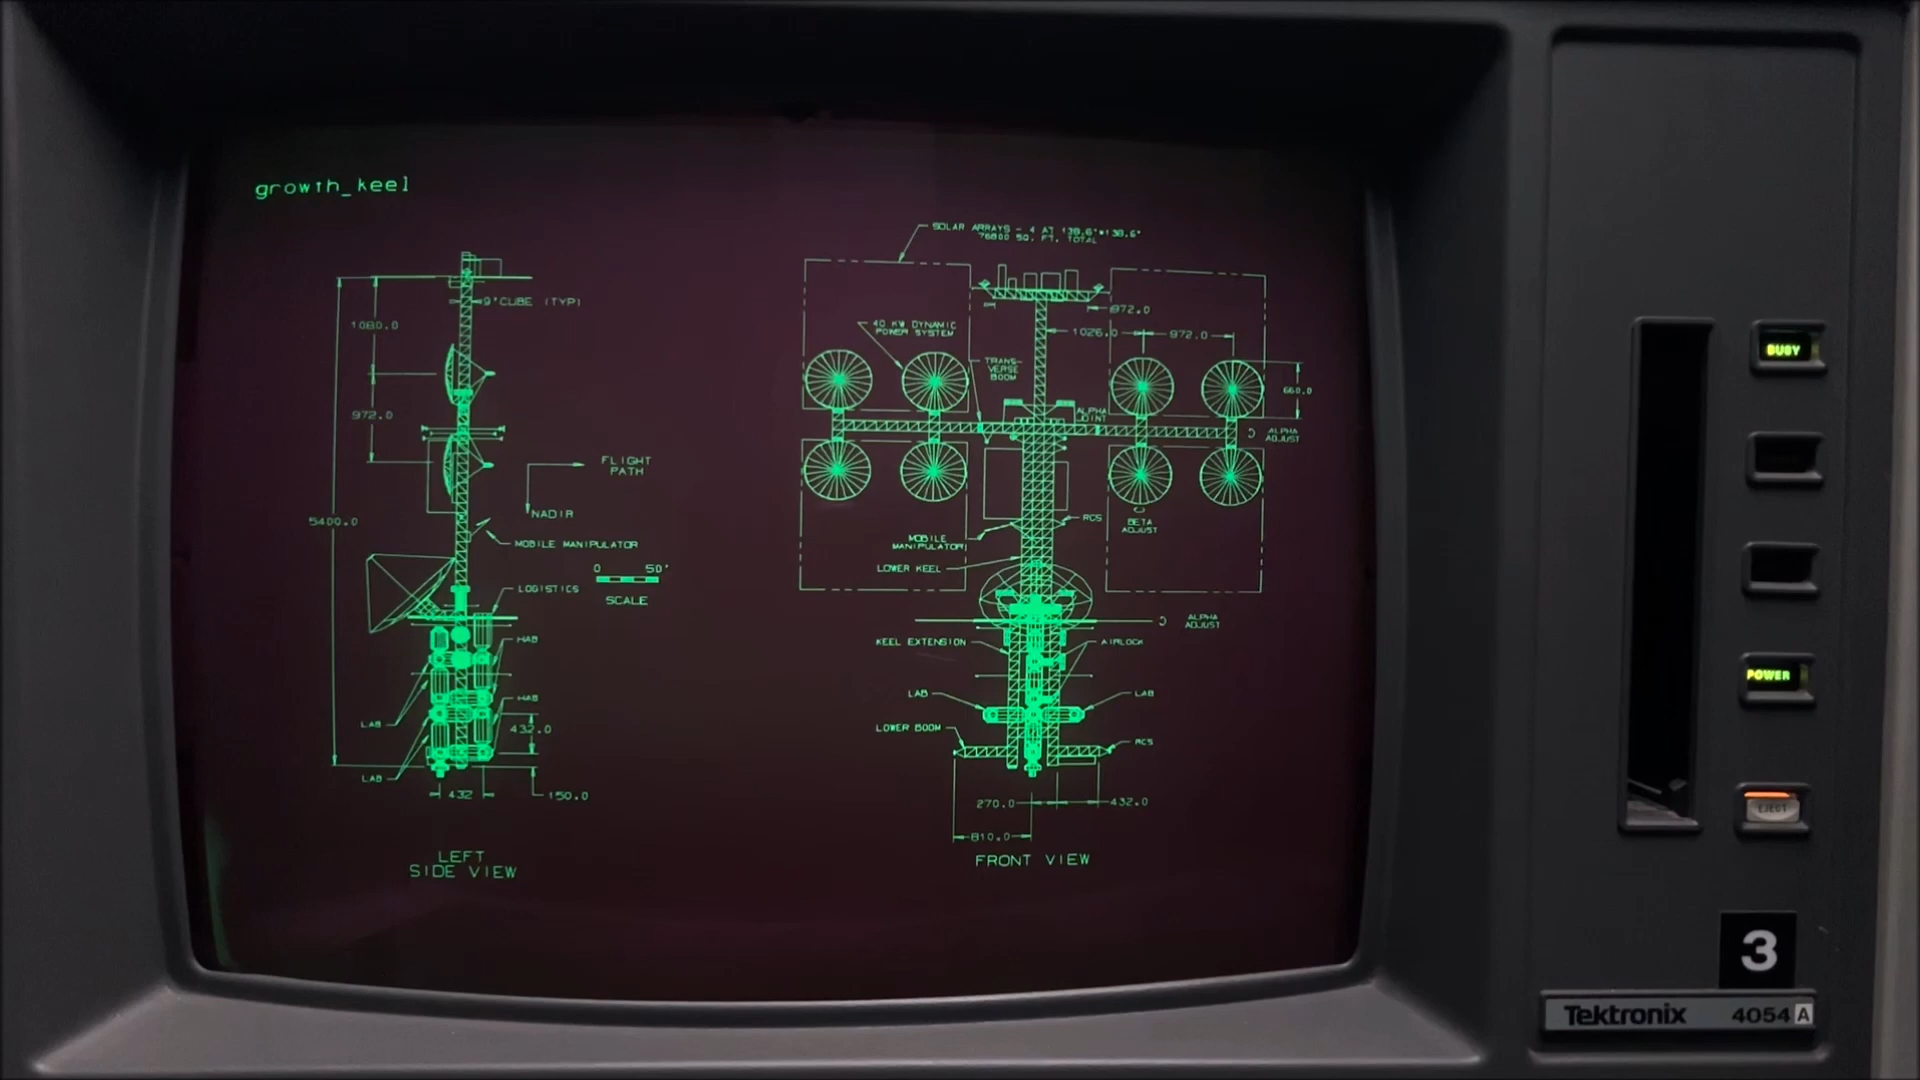 growth_keel
SOLAR ARRAYS - 4 AT 138.6'*138.6'
76800 SQ. FT. TOTAL
9' CUBE (TYP)
1080.0
972.0
5400.0
FLIGHT
PATH
NADIR
MOBILE MANIPULATOR
0 50'
SCALE
LOGISTICS
HAB
HAB
LAB
LAB
432.0
432
150.0
LEFT
SIDE VIEW
40 KW DYNAMIC
POWER SYSTEM
TRANS-
VERSE
BOOM
972.0
1026.0
972.0
660.0
ALPHA
JOINT
ALPHA
ADJUST
RCS
BETA
ADJUST
MOBILE
MANIPULATOR
LOWER KEEL
ALPHA
ADJUST
KEEL EXTENSION
AIRLOCK
LAB
LAB
LOWER BOOM
RCS
270.0
432.0
810.0
FRONT VIEW
BUSY
POWER
EJECT
3
Tektronix 4054A